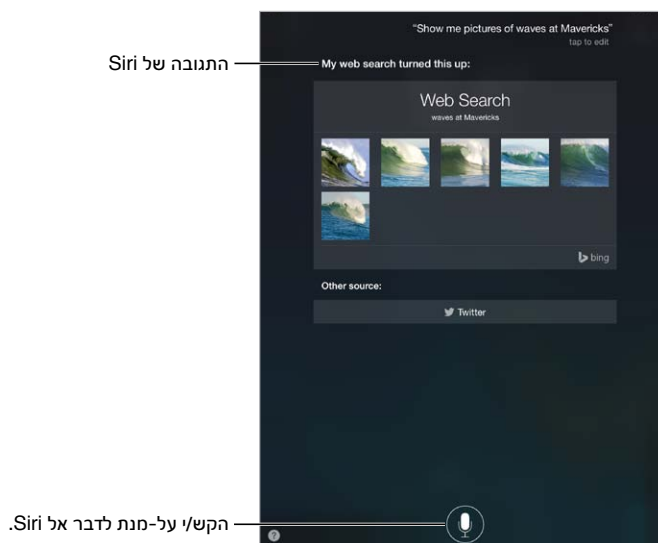 “Show me pictures of waves at Mavericks”
tap to edit
התגובה של Siri
My web search turned this up:
Web Search
waves at Mavericks
bing
Other source:
Twitter
הקש/י על-מנת לדבר אל Siri.
?